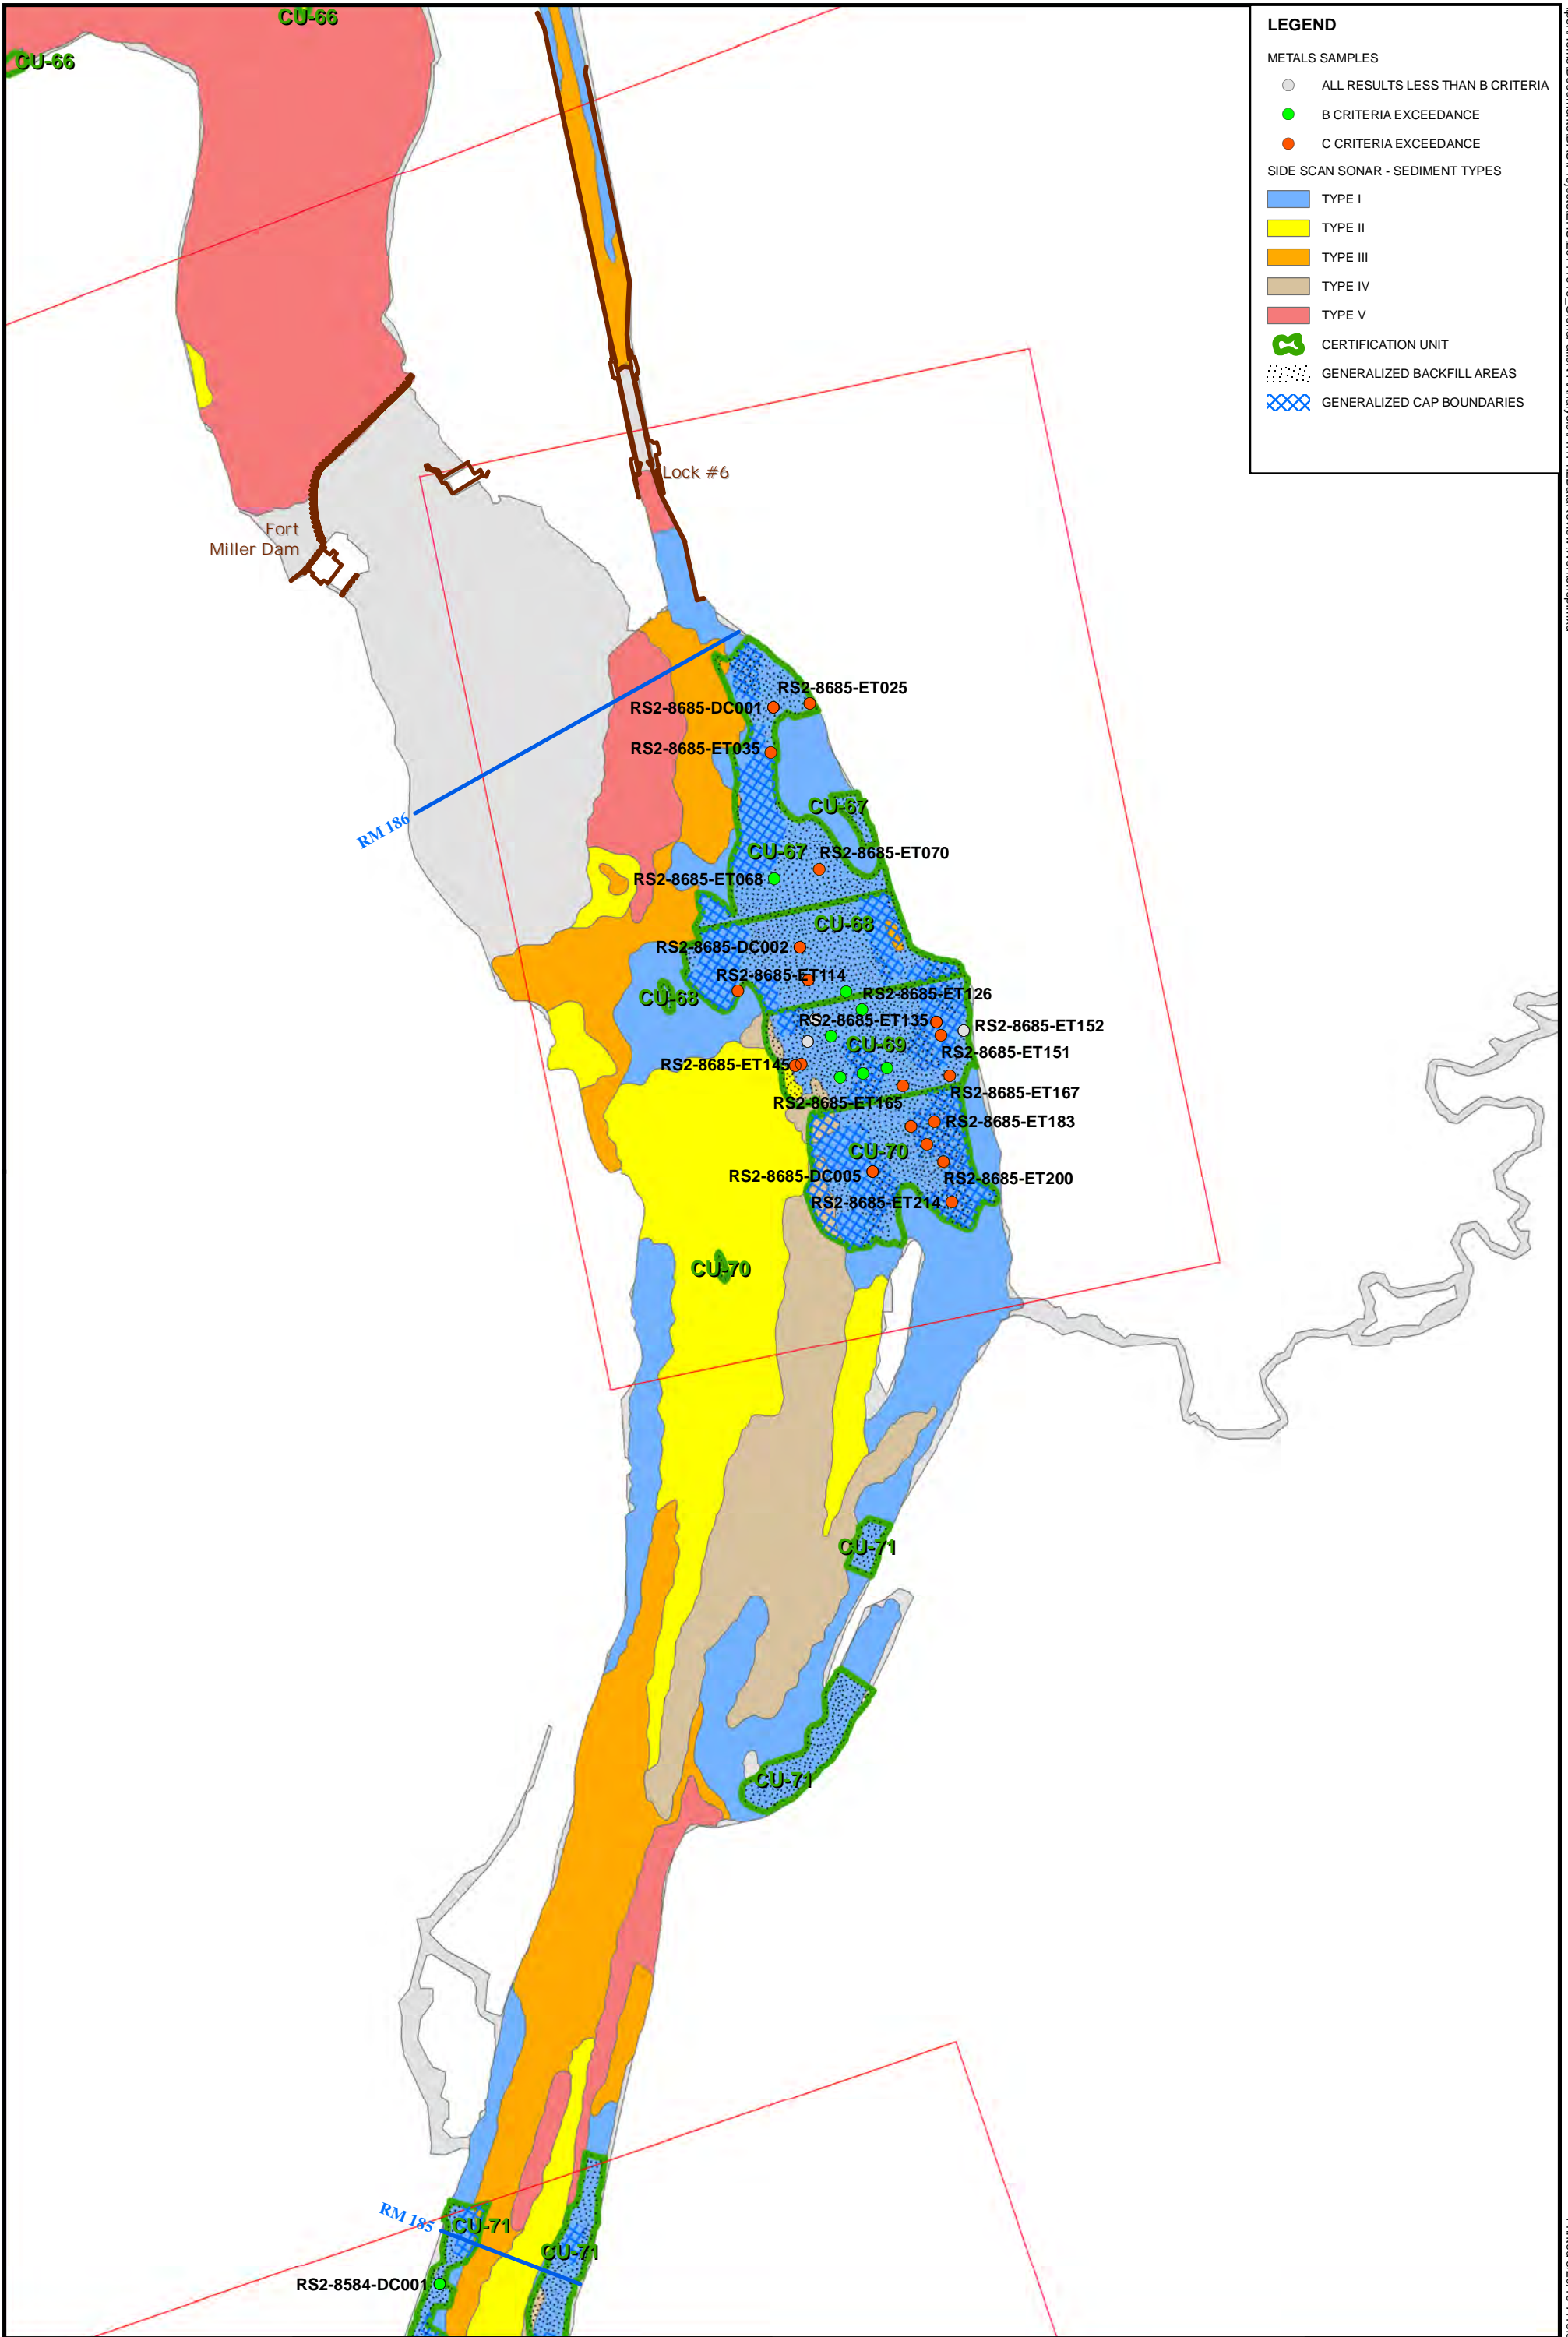 CU-66
CU-66
LEGEND
METALS SAMPLES
ALL RESULTS LESS THAN B CRITERIA
B CRITERIA EXCEEDANCE
C CRITERIA EXCEEDANCE
SIDE SCAN SONAR - SEDIMENT TYPES
TYPE I
TYPE II
TYPE III
TYPE IV
TYPE V
CERTIFICATION UNIT
GENERALIZED BACKFILL AREAS
GENERALIZED CAP BOUNDARIES
Lock #6
Fort
Miller Dam
RS2-8685-ET025
RS2-8685-DC001
RS2-8685-ET035
CU-67
RM 186
CU-67
RS2-8685-ET070
RS2-8685-ET068
CU-68
RS2-8685-DC002
RS2-8685-ET114
CU-68
RS2-8685-ET126
RS2-8685-ET135
RS2-8685-ET152
CU-69
RS2-8685-ET151
RS2-8685-ET145
RS2-8685-ET167
RS2-8685-ET165
RS2-8685-ET183
CU-70
RS2-8685-DC005
RS2-8685-ET200
RS2-8685-ET214
CU-70
CU-71
CU-71
RM 185
CU-71
CU-71
RS2-8584-DC001